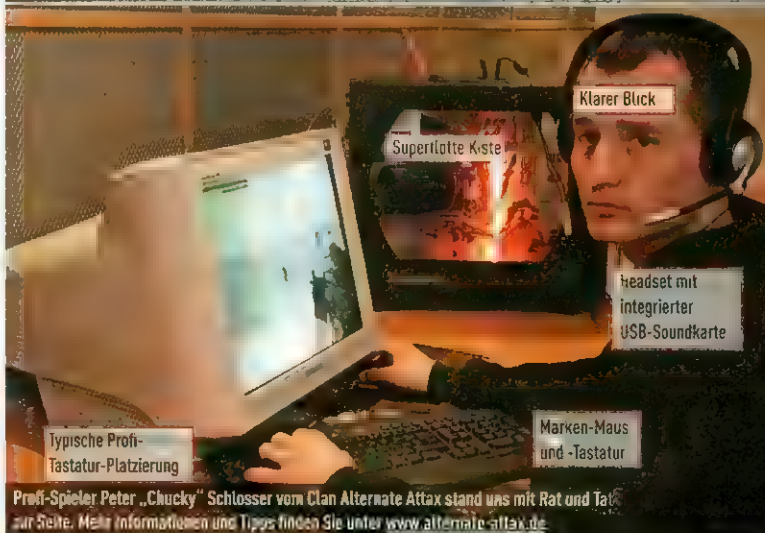 Klarer Blick
Superflotte Kiste
Headset mit
integrierter
USB-Soundkarte
Typische Profi-
Tastatur-Platzierung
Marken-Maus
und -Tastatur
Profi-Spieler Peter „Chucky“ Schlosser vom Clan Alternate Attax stand uns mit Rat und Tat
zur Seite. Mehr Informationen und Tipps finden Sie unter www.alternate-attax.de